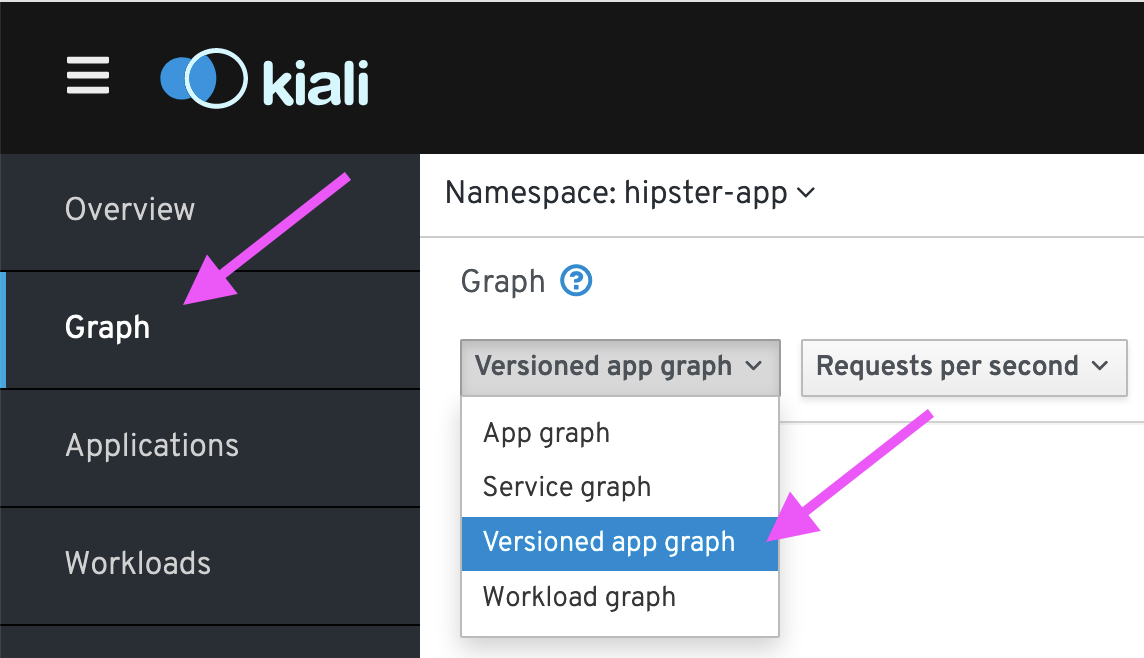 kiali
Overview
Graph
Applications
Workloads
Namespace: hipster-app
Graph ?
Versioned app graph
Requests per second
App graph
Service graph
Versioned app graph
Workload graph